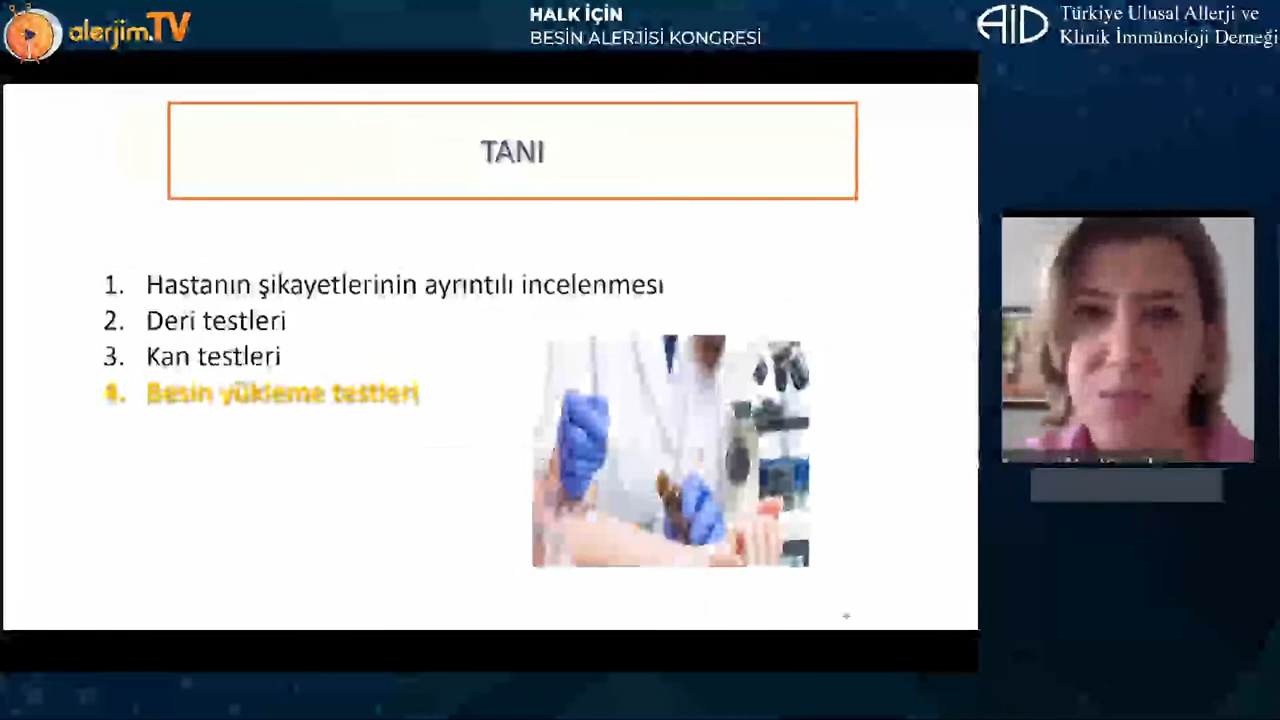 alerjim.TV
HALK İÇİN
BESİN ALERJİSİ KONGRESİ
AID
Türkiye Ulusal Allerji ve
Klinik İmmünoloji Derneği
TANI
1. Hastanın şikayetlerinin ayrıntılı incelenmesi
2. Deri testleri
3. Kan testleri
4. Besin yükleme testleri